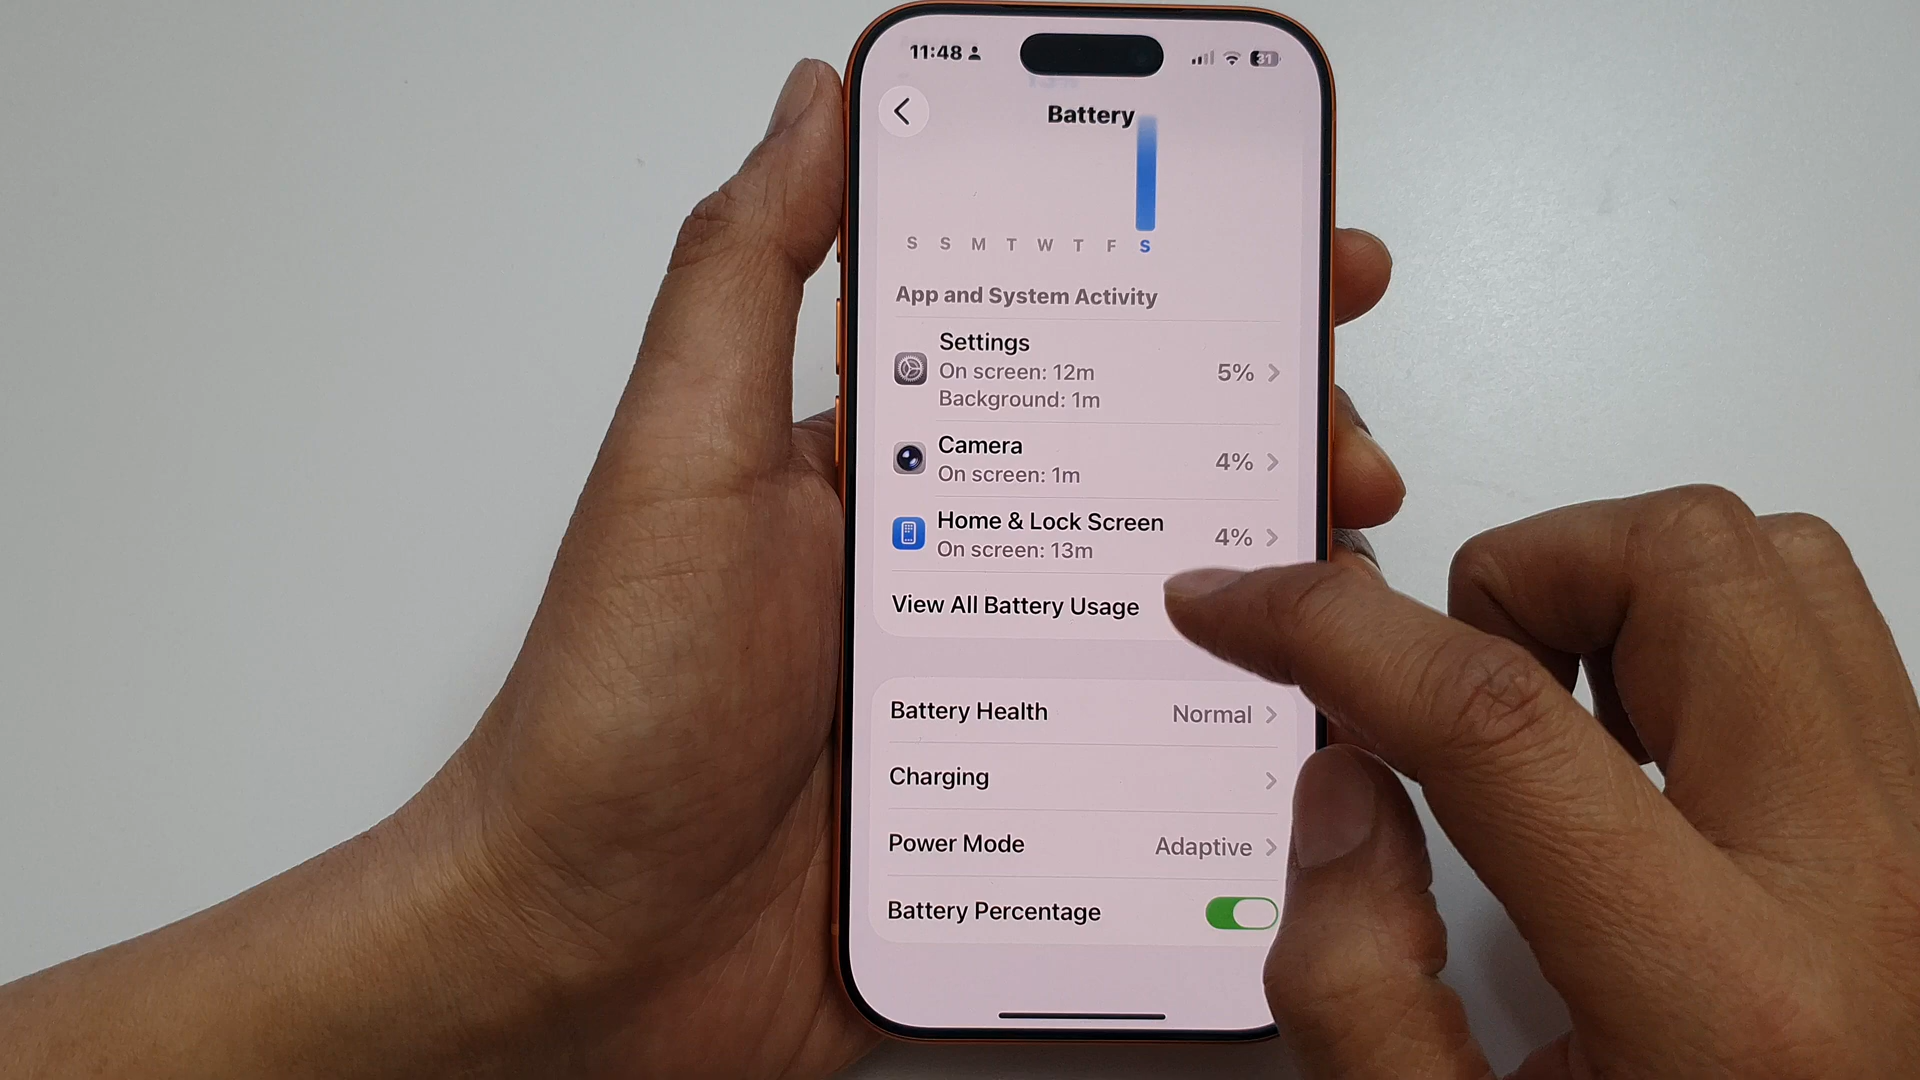 11:48
31
Battery
S S M T W T F S
App and System Activity
Settings
On screen: 12m
Background: 1m
5%
Camera
On screen: 1m
4%
Home & Lock Screen
On screen: 13m
4%
View All Battery Usage
Battery Health Normal
Charging
Power Mode Adaptive
Battery Percentage